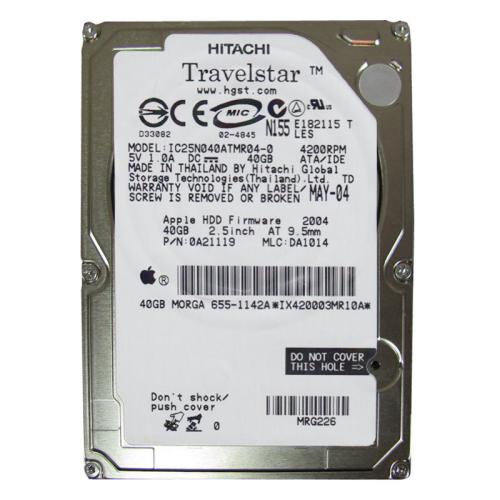 HITACHI
Travelstar ™
www.hgst.com
CE MIC
D33082 02-4845 N155 E182115 T
LES
MODEL:IC25N040ATMR04-0 4200RPM
5V 1.0A DC 40GB ATA/IDE
MADE IN THAILAND BY Hitachi Global
Storage Technologies(Thailand) Ltd. TD
WARRANTY VOID IF ANY LABEL/
SCREW IS REMOVED OR BROKEN MAY-04
Apple HDD Firmware 2004
40GB 2.5inch AT 9.5mm
P/N:0A21119 MLC:DA1014
®
40GB MORGA 655-1142A*IX420003MR10A*
DO NOT COVER
THIS HOLE =>
Don't shock/
push cover
0
MRG226